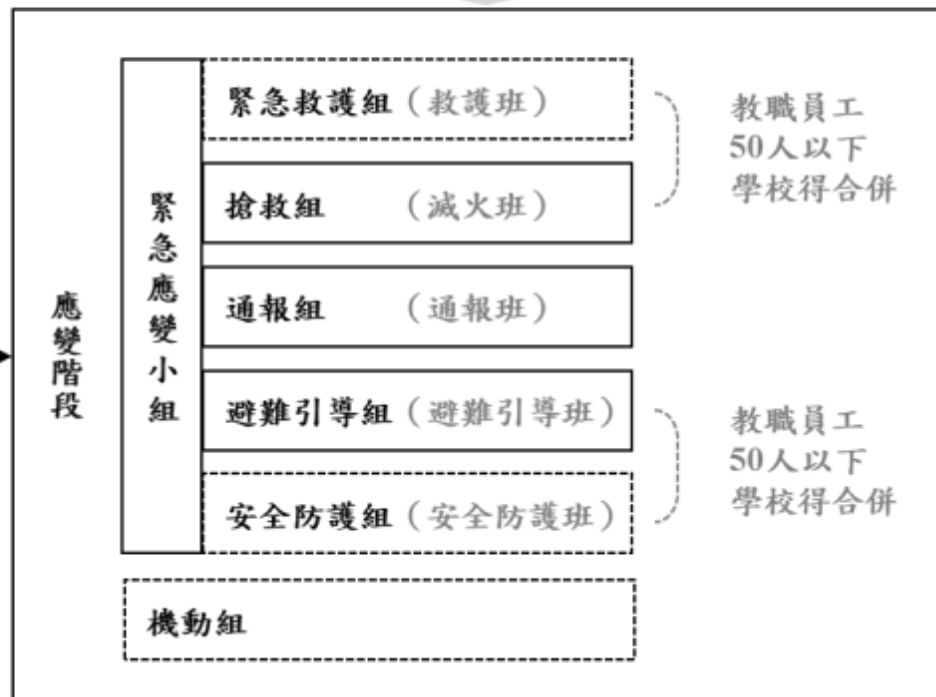 應變階段
緊急應變小組
緊急救護組（救護班）
搶救組（滅火班）
通報組（通報班）
避難引導組（避難引導班）
安全防護組（安全防護班）
機動組
教職員工
50人以下
學校得合併
教職員工
50人以下
學校得合併